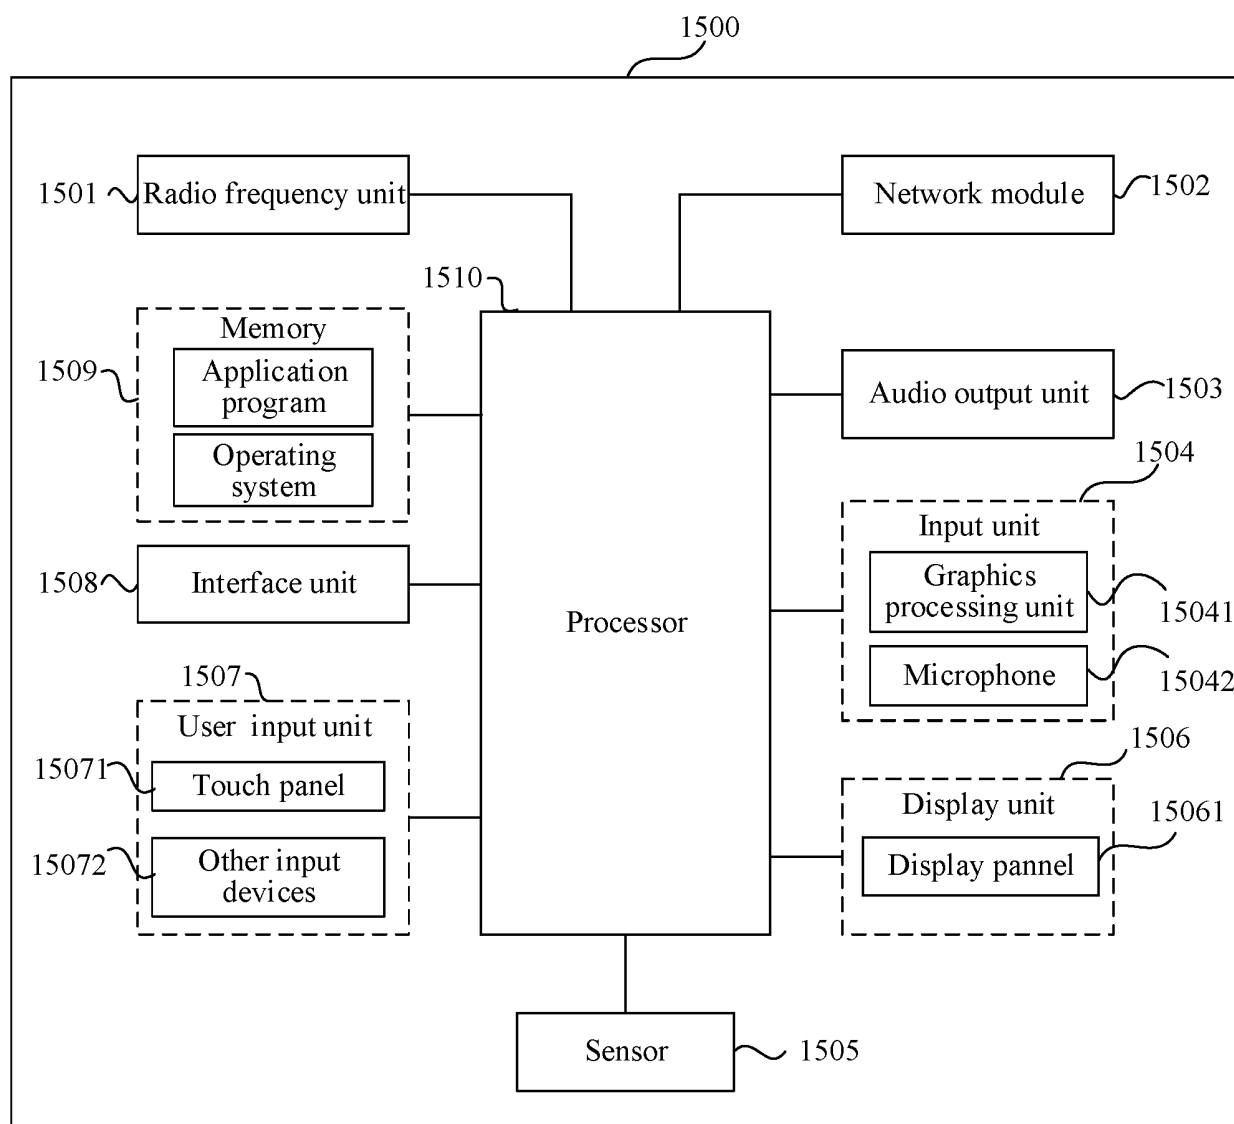 1500
1501
Radio frequency unit
Network module
1502
1510
Memory
1509
Application
program
Operating
system
Audio output unit
1503
1504
Input unit
Graphics
processing unit
15041
Microphone
15042
1508
Interface unit
Processor
1507
User input unit
15071
Touch panel
15072
Other input
devices
1506
Display unit
15061
Display pannel
Sensor
1505